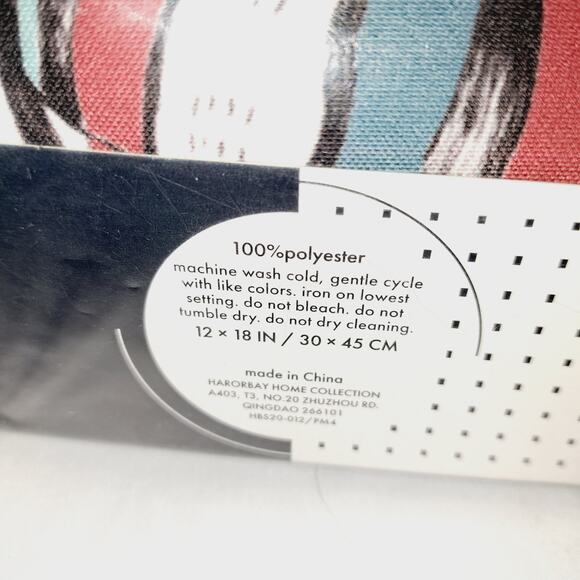 100%polyester
machine wash cold, gentle cycle
with like colors. iron on lowest
setting. do not bleach. do not
tumble dry. do not dry cleaning.
12 × 18 IN / 30 × 45 CM
made in China
HARORBAY HOME COLLECTION
A403, T3, NO.20 ZHUZHOU RD.
QINGDAO 266101
HBS20-012/PM4